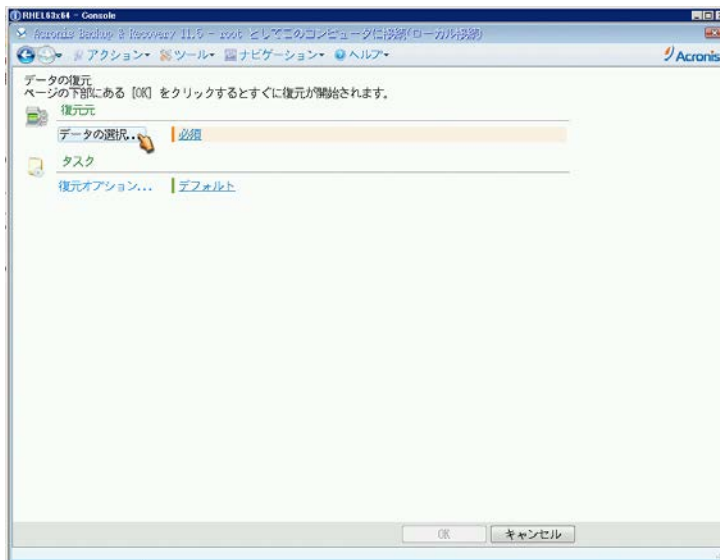 RHEL63x64 - Console
Acronis Backup & Recovery 11.5 - root としてこのコンピュータに接続(ローカル接続)
アクション ツール ナビゲーション ヘルプ Acronis
データの復元
ページの下部にある [OK] をクリックするとすぐに復元が開始されます。
復元元
データの選択... 必須
タスク
復元オプション... デフォルト
OK キャンセル